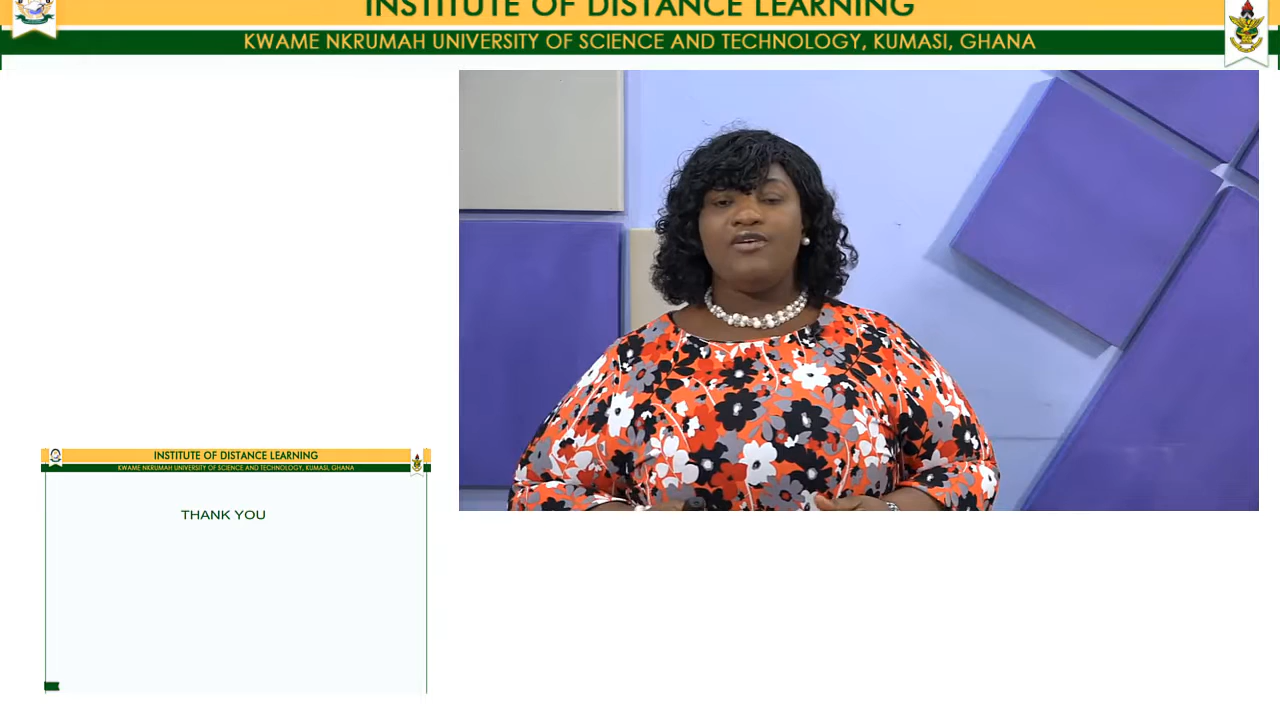 INSTITUTE OF DISTANCE LEARNING
KWAME NKRUMAH UNIVERSITY OF SCIENCE AND TECHNOLOGY, KUMASI, GHANA
INSTITUTE OF DISTANCE LEARNING
KWAME NKRUMAH UNIVERSITY OF SCIENCE AND TECHNOLOGY, KUMASI, GHANA
THANK YOU